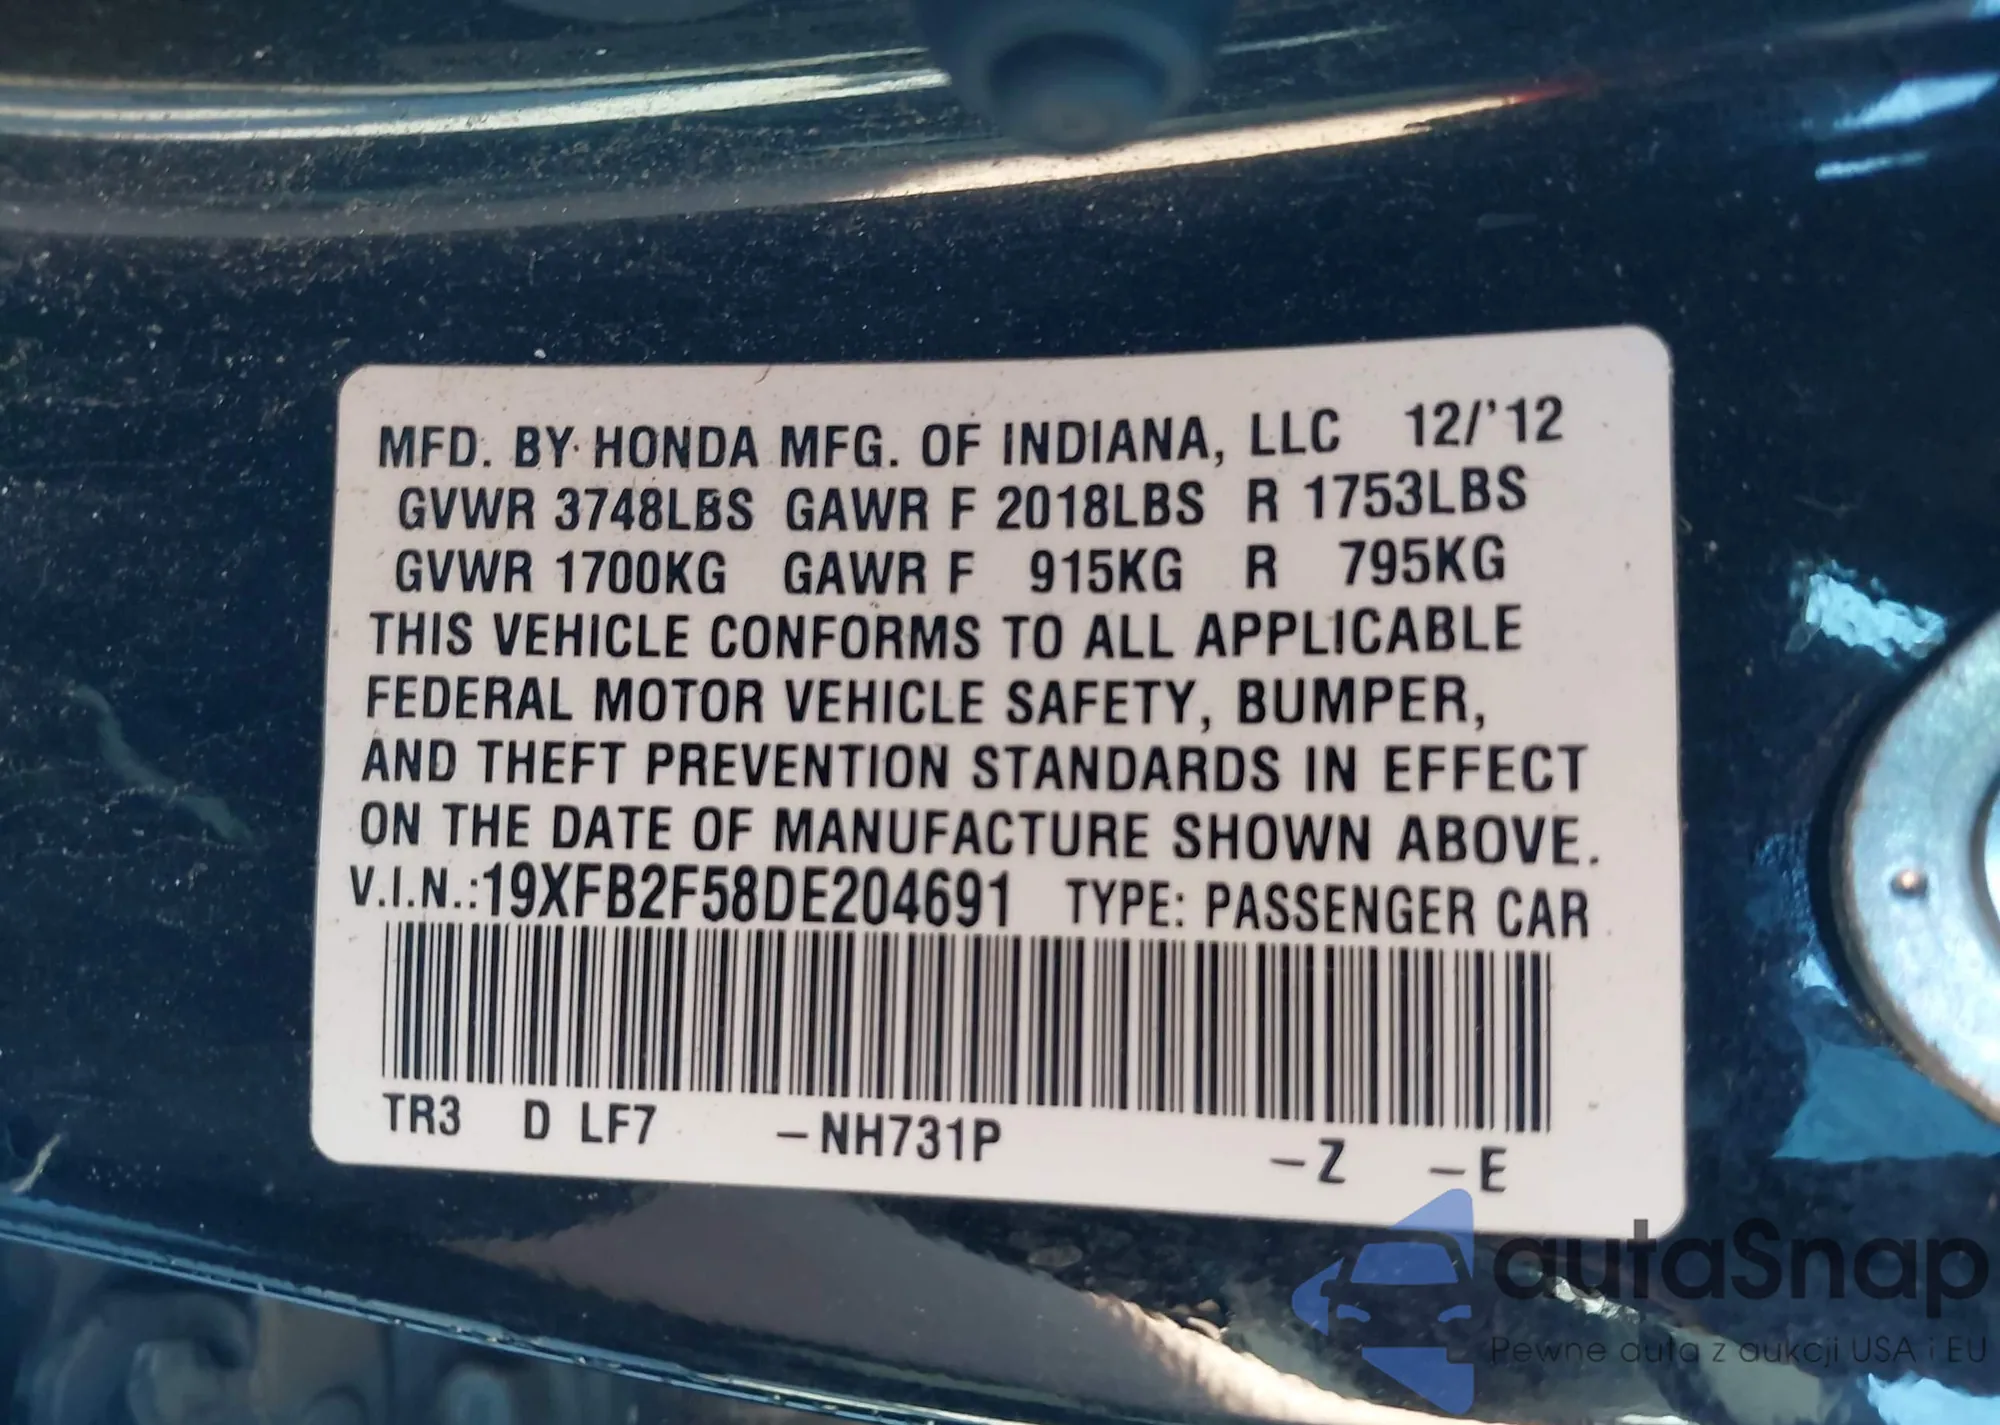 MFD. BY HONDA MFG. OF INDIANA, LLC 12/'12
GVWR 3748LBS GAWR F 2018LBS R 1753LBS
GVWR 1700KG GAWR F 915KG R 795KG
THIS VEHICLE CONFORMS TO ALL APPLICABLE
FEDERAL MOTOR VEHICLE SAFETY, BUMPER,
AND THEFT PREVENTION STANDARDS IN EFFECT
ON THE DATE OF MANUFACTURE SHOWN ABOVE.
V.I.N.:19XFB2F58DE204691 TYPE: PASSENGER CAR
TR3 D LF7 –NH731P –Z –E
autaSnap
Pewne auta z aukcji USA i EU